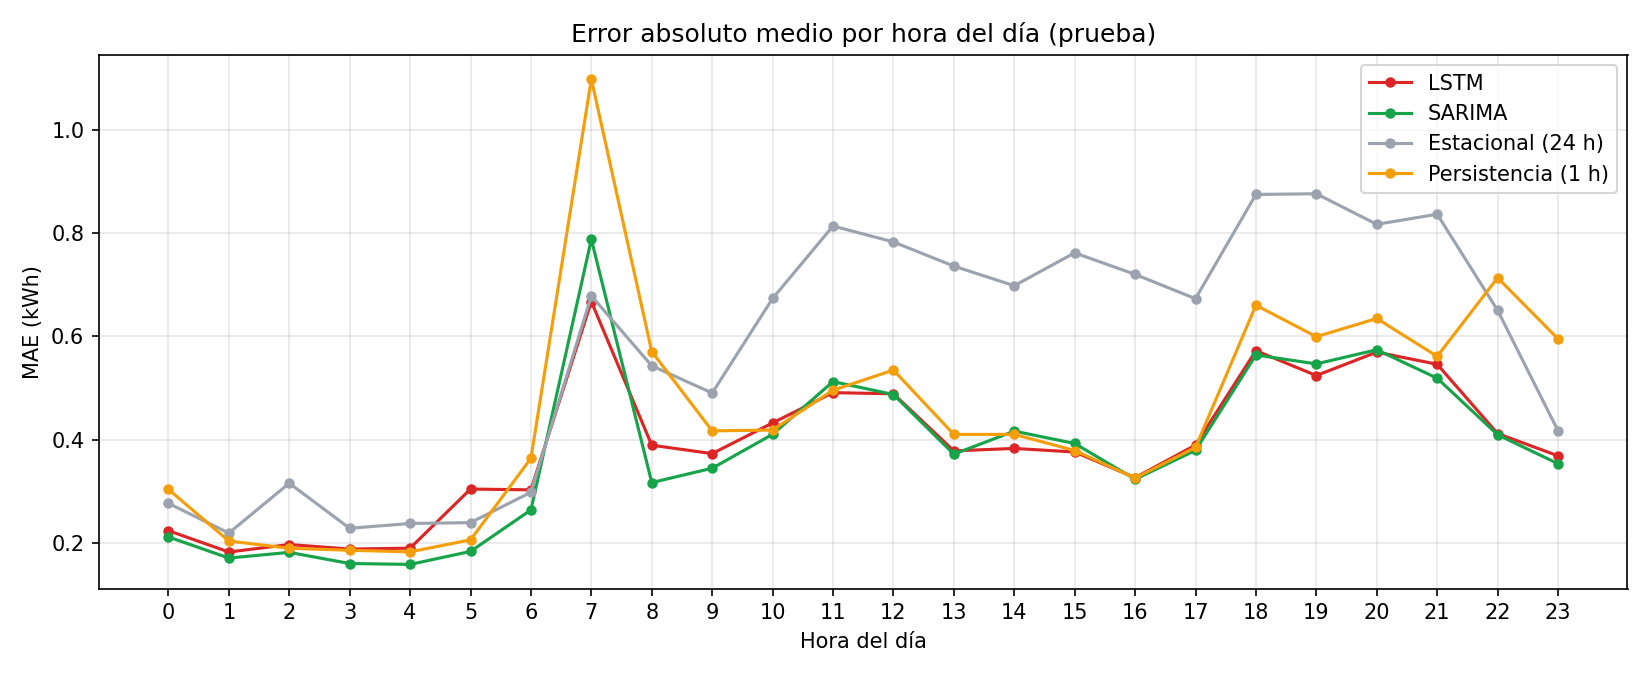 Error absoluto medio por hora del día (prueba)
LSTM
SARIMA
Estacional (24 h)
Persistencia (1 h)
MAE (kWh)
1.0
0.8
0.6
0.4
0.2
0 1 2 3 4 5 6 7 8 9 10 11 12 13 14 15 16 17 18 19 20 21 22 23
Hora del día